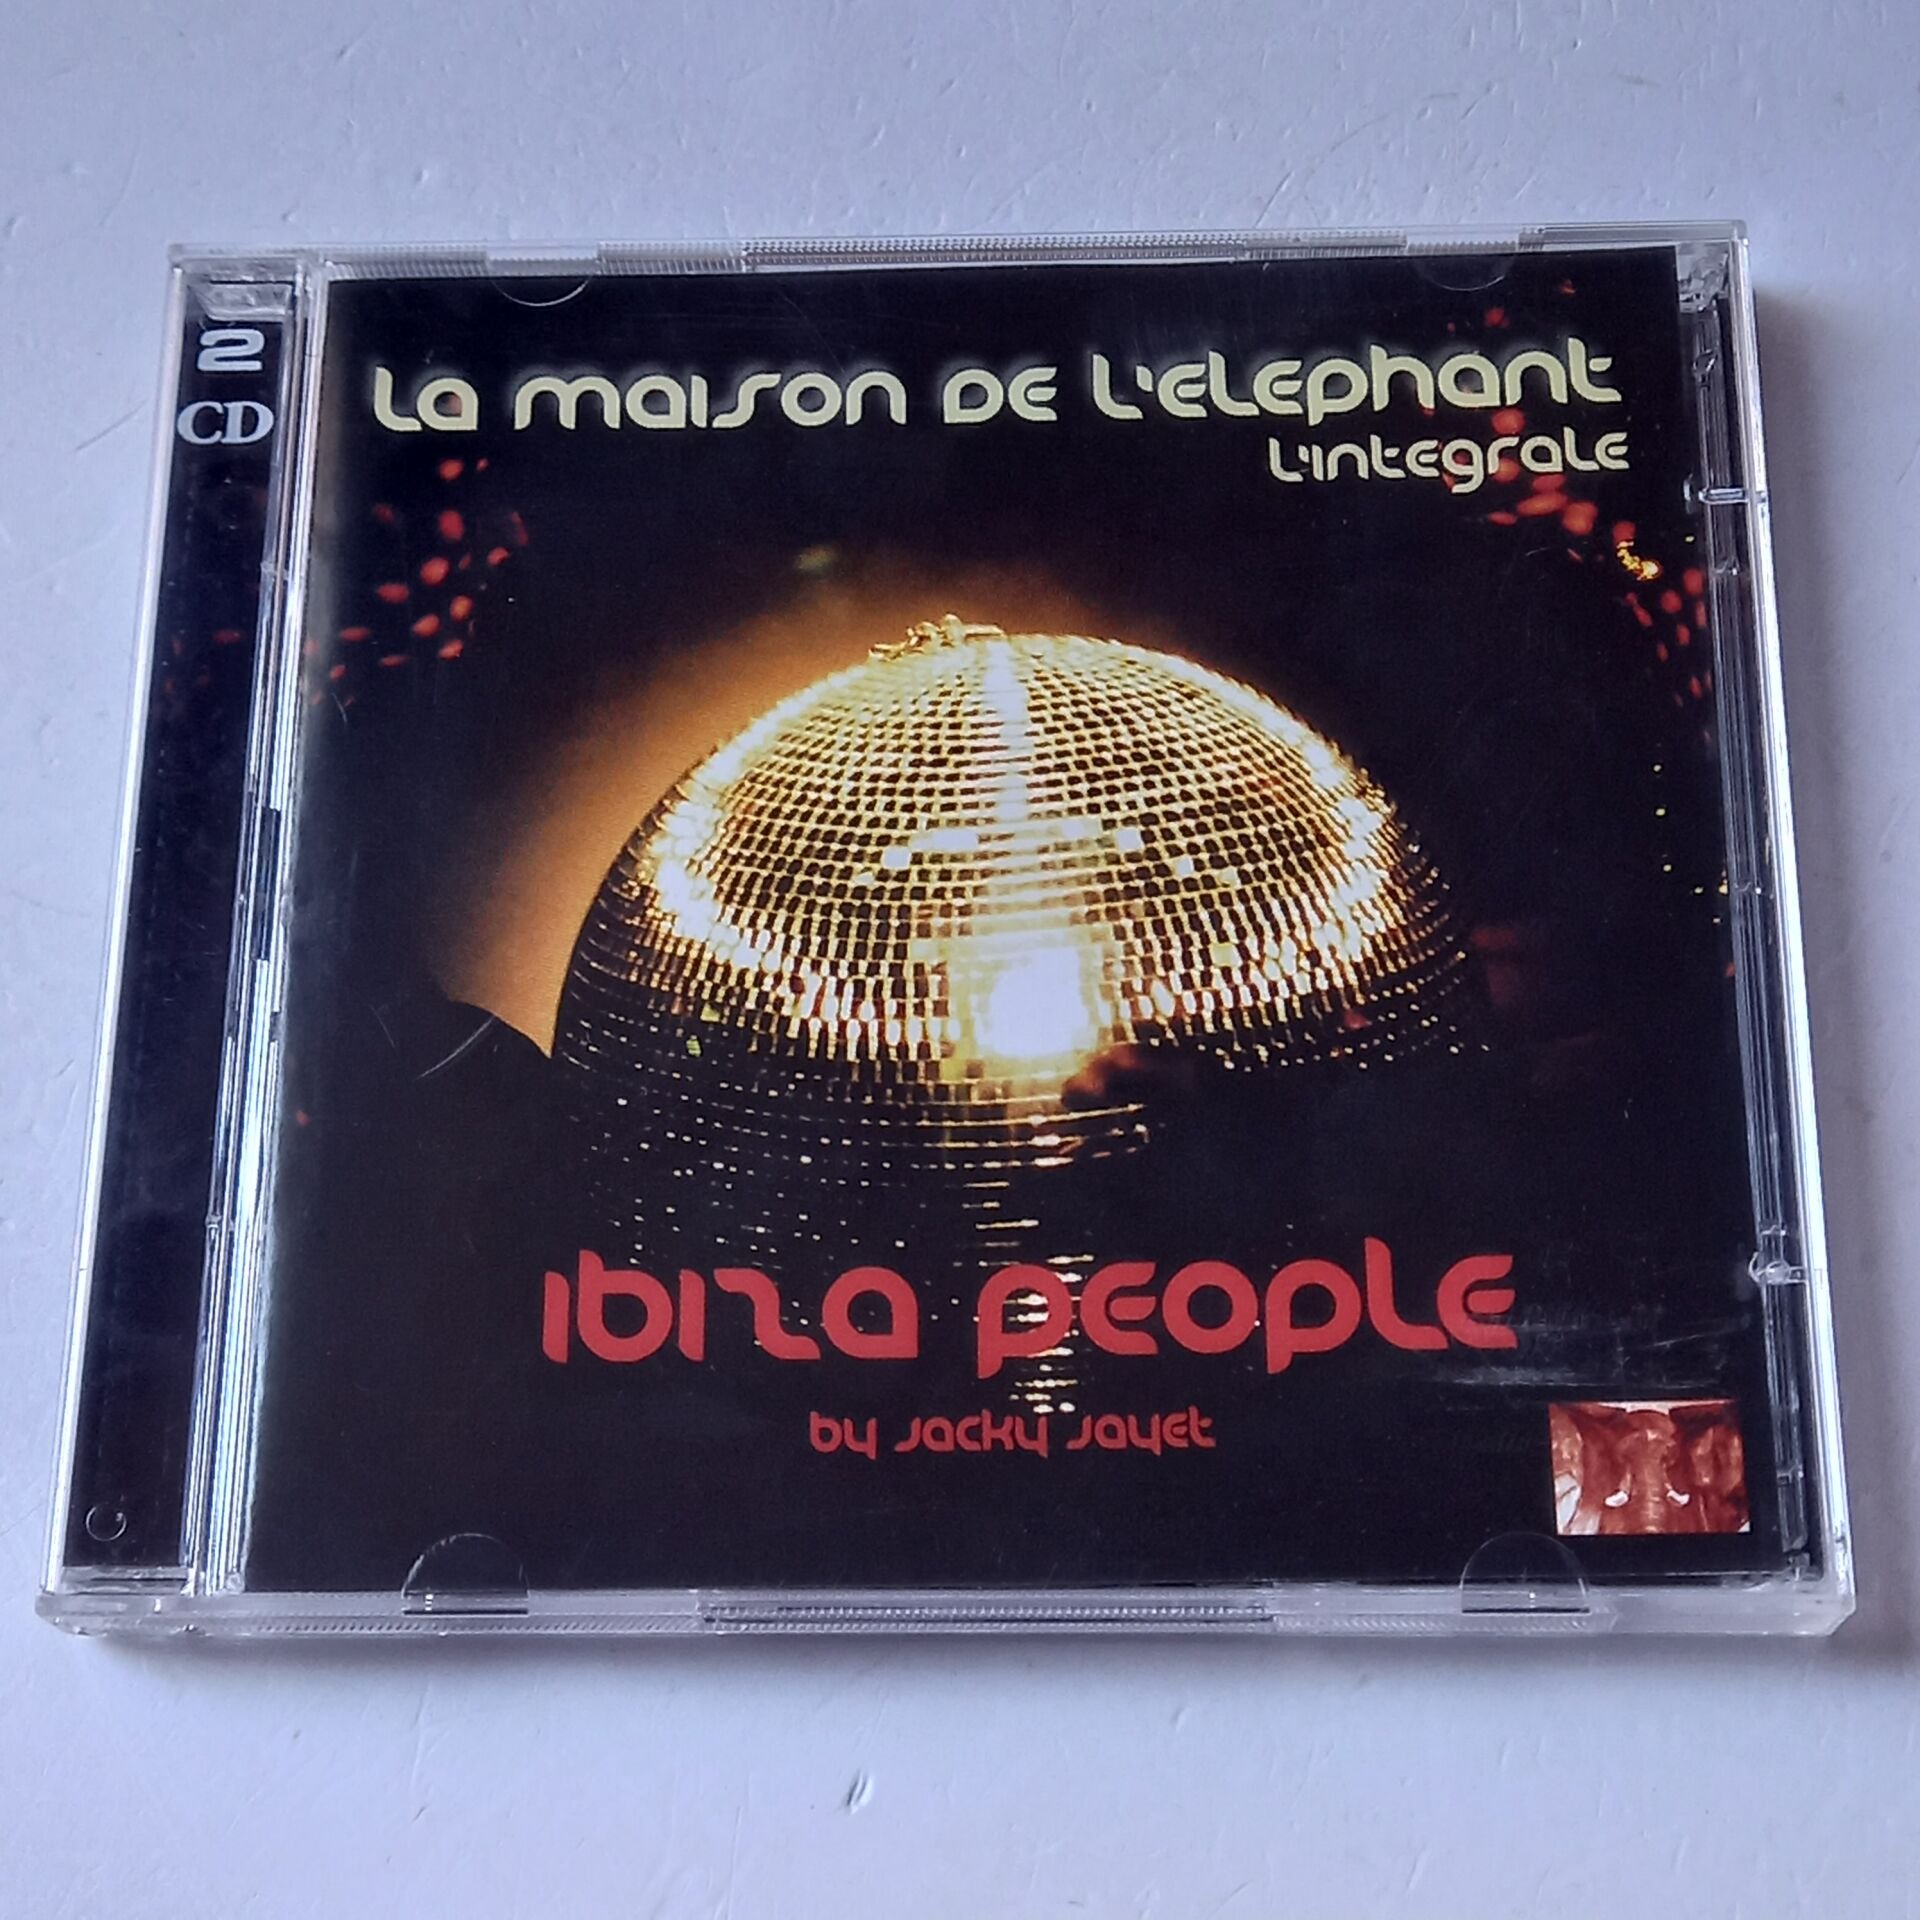 2
CD
La maison de l'elephant
l'integrale
ibiza people
by jacky jayet